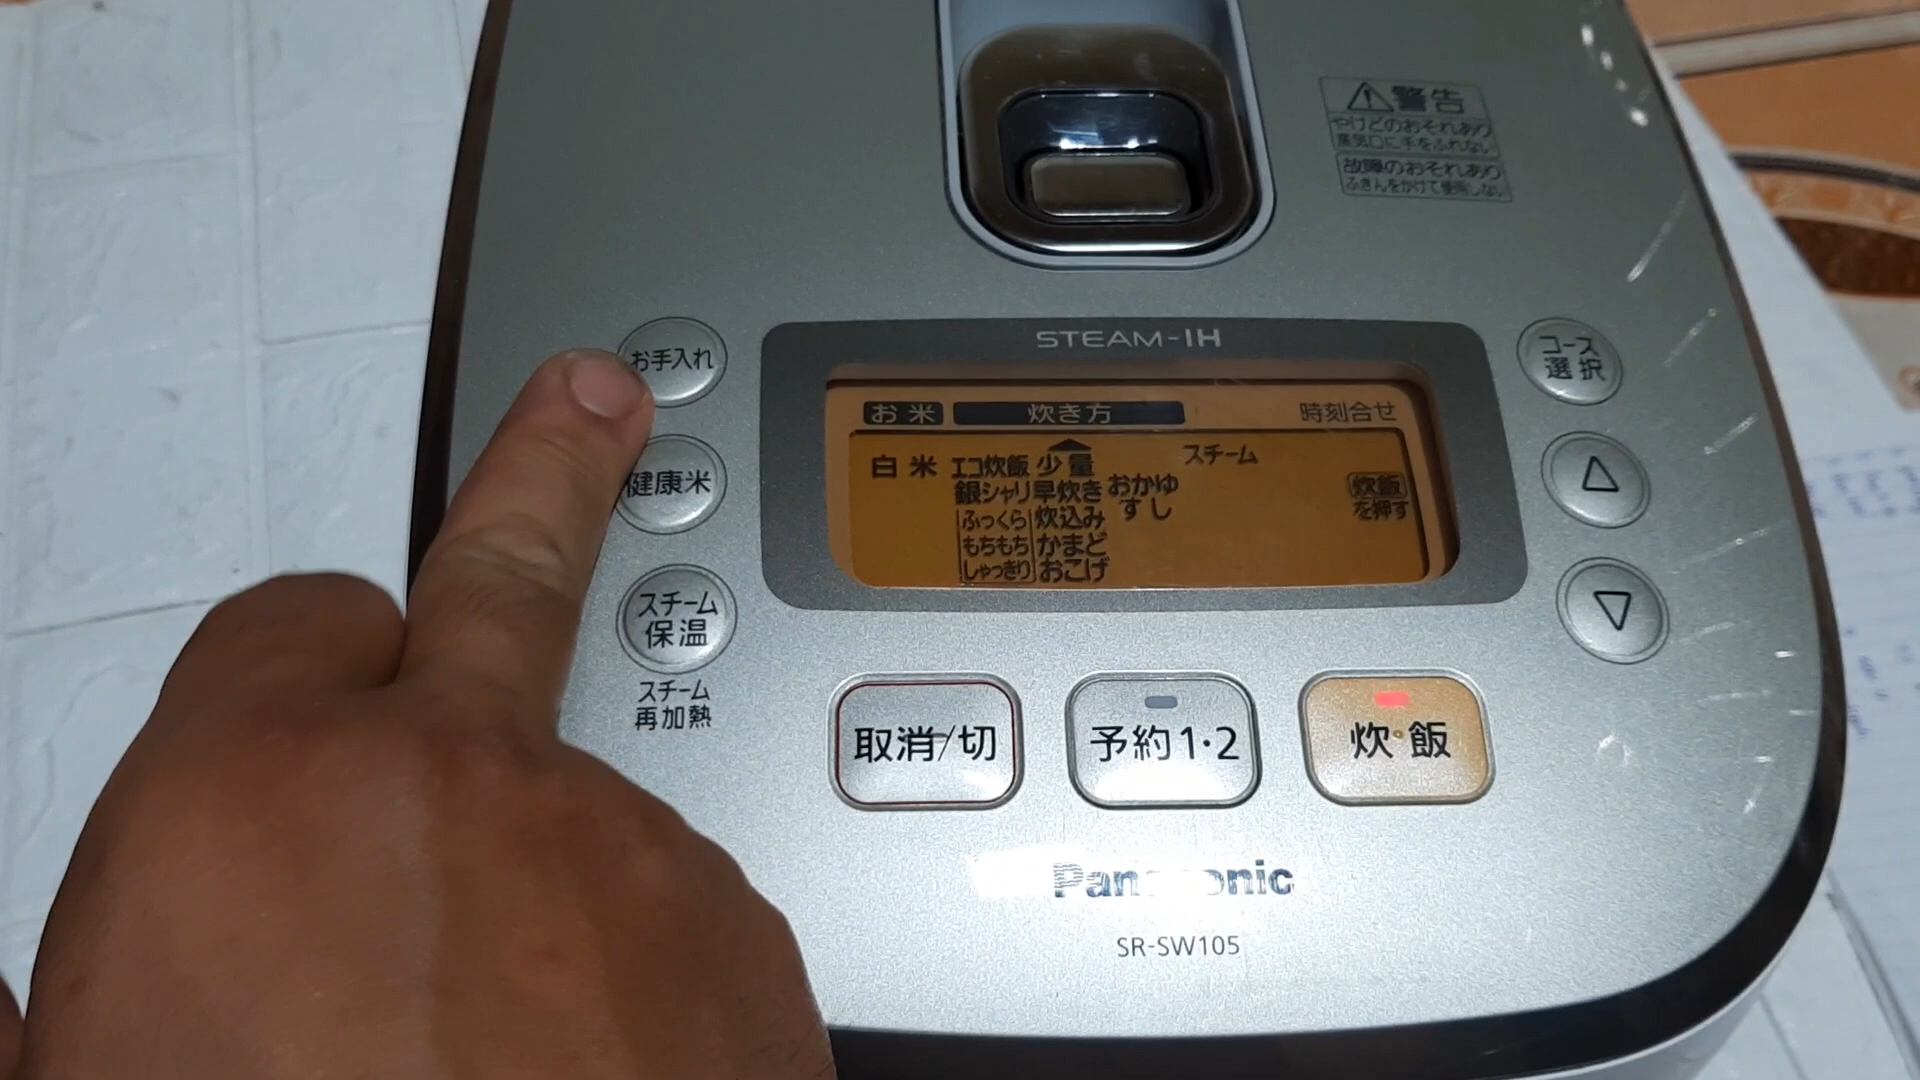 警告
やけどのおそれあり
蒸気口に手をふれない
故障のおそれあり
ふきんをかけて使用しない
STEAM-IH
お手入れ
健康米
スチーム
保温
スチーム
再加熱
お米 炊き方 時刻合せ
白米 エコ炊飯 少量 スチーム
銀シャリ 早炊き おかゆ 炊飯
ふっくら 炊込み すし を押す
もちもち かまど
しゃっきり おこげ
コース
選択
△
▽
取消/切
予約1・2
炊飯
Panasonic
SR-SW105